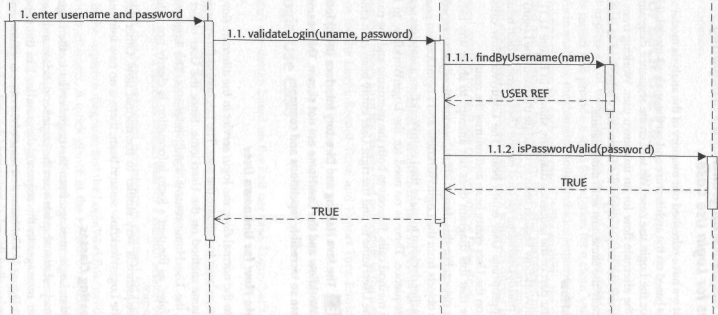 1. enter username and password
1.1. validateLogin(uname, password)
1.1.1. findByUsername(name)
USER REF
1.1.2. isPasswordValid(passwor d)
TRUE
TRUE